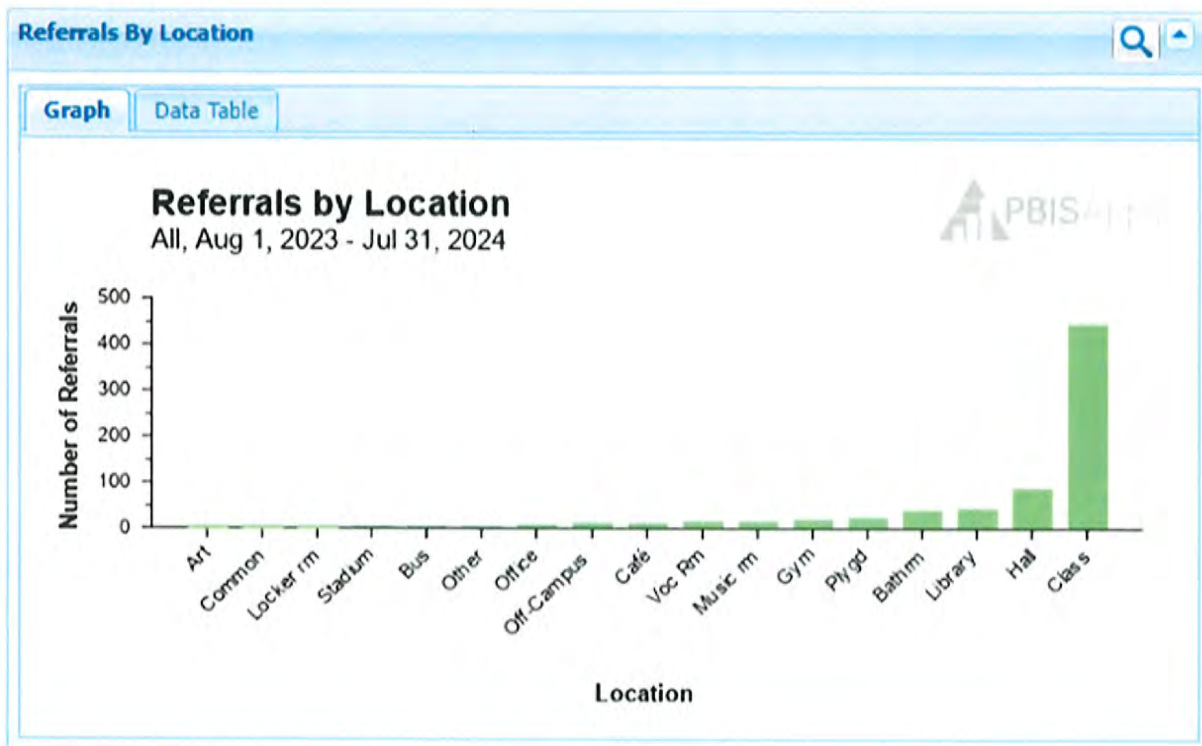 Referrals By Location
Graph Data Table
Referrals by Location
All, Aug 1, 2023 - Jul 31, 2024
PBIS
Number of Referrals
500
400
300
200
100
0
Art Common Locker rm Stadium Bus Other Office Off-Campus Café Voc Rm Music rm Gym Plygd Bathrm Library Hall Class
Location